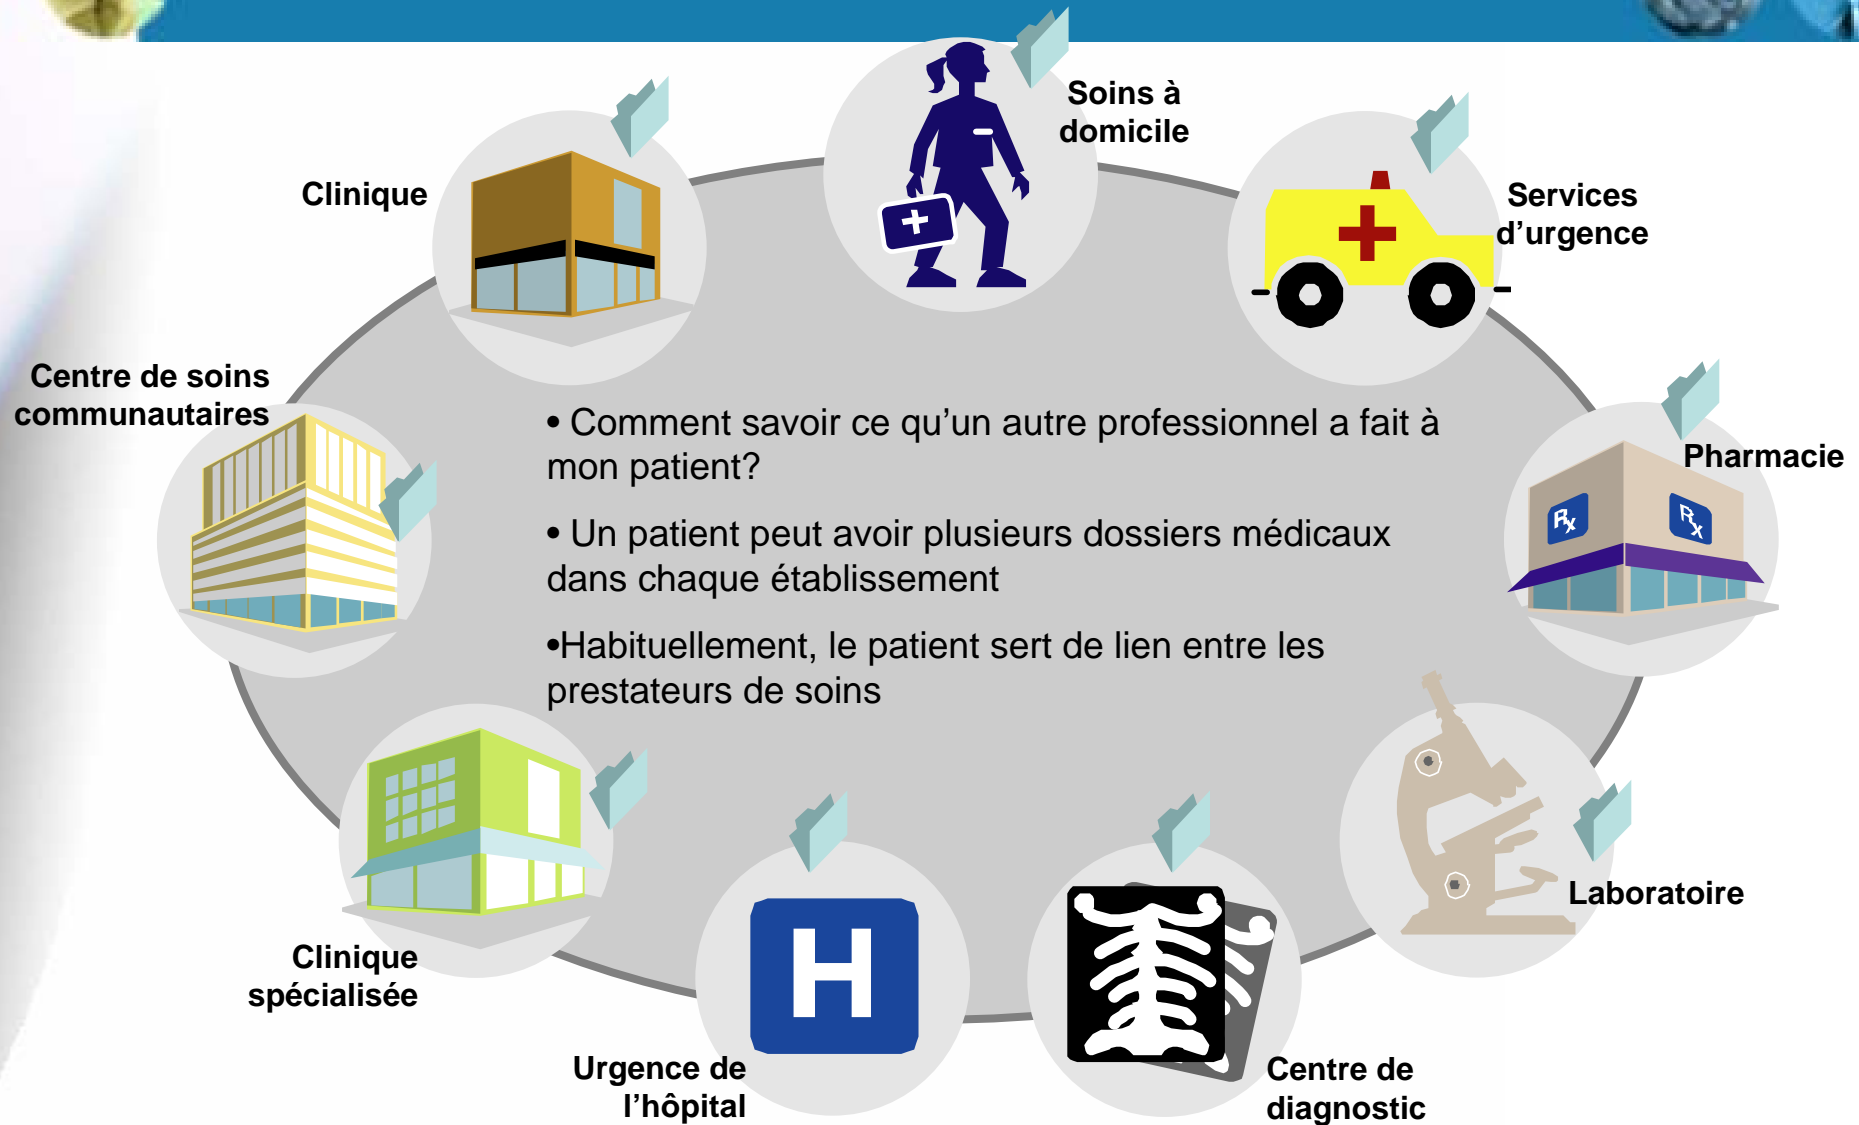 Soins à
domicile
Clinique
Services
d’urgence
Centre de soins
communautaires
• Comment savoir ce qu’un autre professionnel a fait à
mon patient?
Pharmacie
Rx
Rx
• Un patient peut avoir plusieurs dossiers médicaux
dans chaque établissement
•Habituellement, le patient sert de lien entre les
prestateurs de soins
Laboratoire
Clinique
spécialisée
H
Urgence de
l’hôpital
Centre de
diagnostic